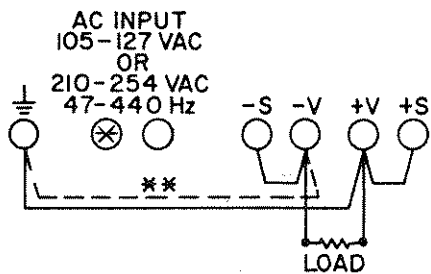 AC INPUT
105-127 VAC
OR
210-254 VAC
47-440 Hz
-S -V +V +S
*
**
LOAD